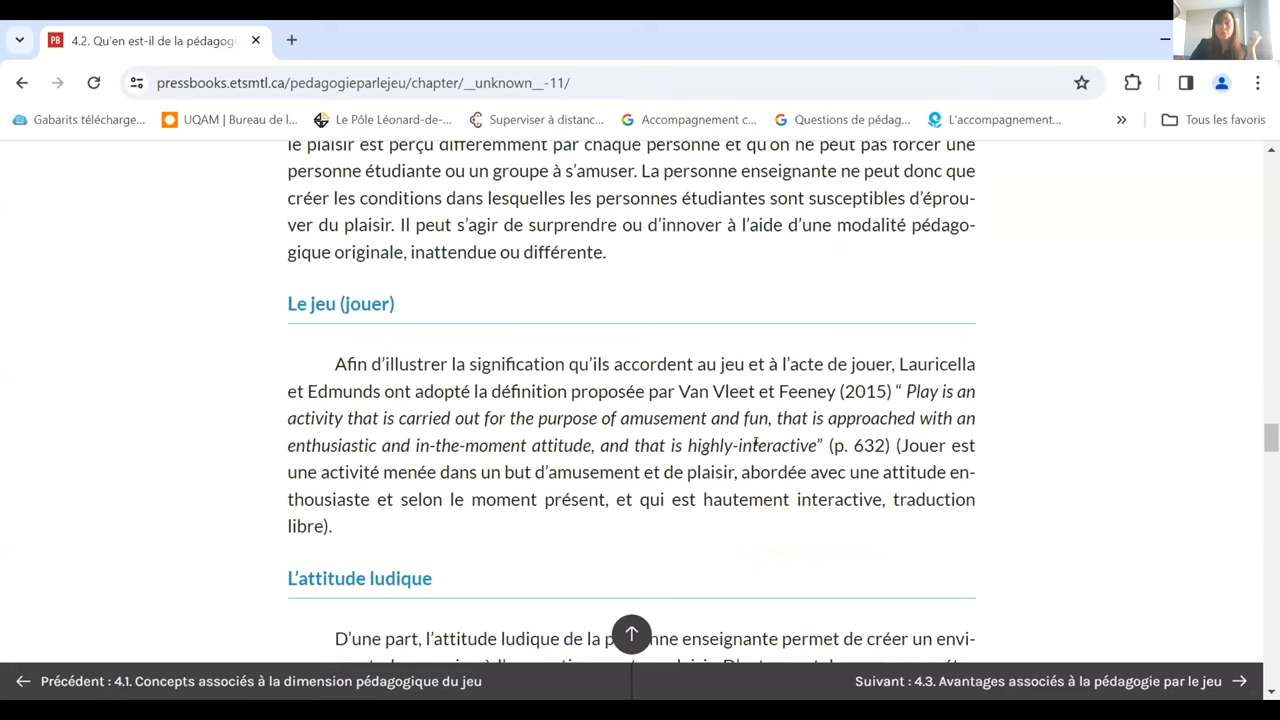 4.2. Qu'en est-il de la pédagogi
pressbooks.etsmtl.ca/pedagogieparlejeu/chapter/__unknown__-11/
Gabarits télécharge...
UQAM | Bureau de l...
Le Pôle Léonard-de-...
Superviser à distanc...
Accompagnement c...
Questions de pédag...
L'accompagnement...
»
Tous les favoris
le plaisir est perçu différemment par chaque personne et qu'on ne peut pas forcer une
personne étudiante ou un groupe à s'amuser. La personne enseignante ne peut donc que
créer les conditions dans lesquelles les personnes étudiantes sont susceptibles d'éprou-
ver du plaisir. Il peut s'agir de surprendre ou d'innover à l'aide d'une modalité pédago-
gique originale, inattendue ou différente.
Le jeu (jouer)
Afin d'illustrer la signification qu'ils accordent au jeu et à l'acte de jouer, Lauricella
et Edmunds ont adopté la définition proposée par Van Vleet et Feeney (2015) “ Play is an
activity that is carried out for the purpose of amusement and fun, that is approached with an
enthusiastic and in-the-moment attitude, and that is highly-interactive” (p. 632) (Jouer est
une activité menée dans un but d'amusement et de plaisir, abordée avec une attitude en-
thousiaste et selon le moment présent, et qui est hautement interactive, traduction
libre).
L'attitude ludique
D'une part, l'attitude ludique de la personne enseignante permet de créer un envi-
Précédent : 4.1. Concepts associés à la dimension pédagogique du jeu
Suivant : 4.3. Avantages associés à la pédagogie par le jeu